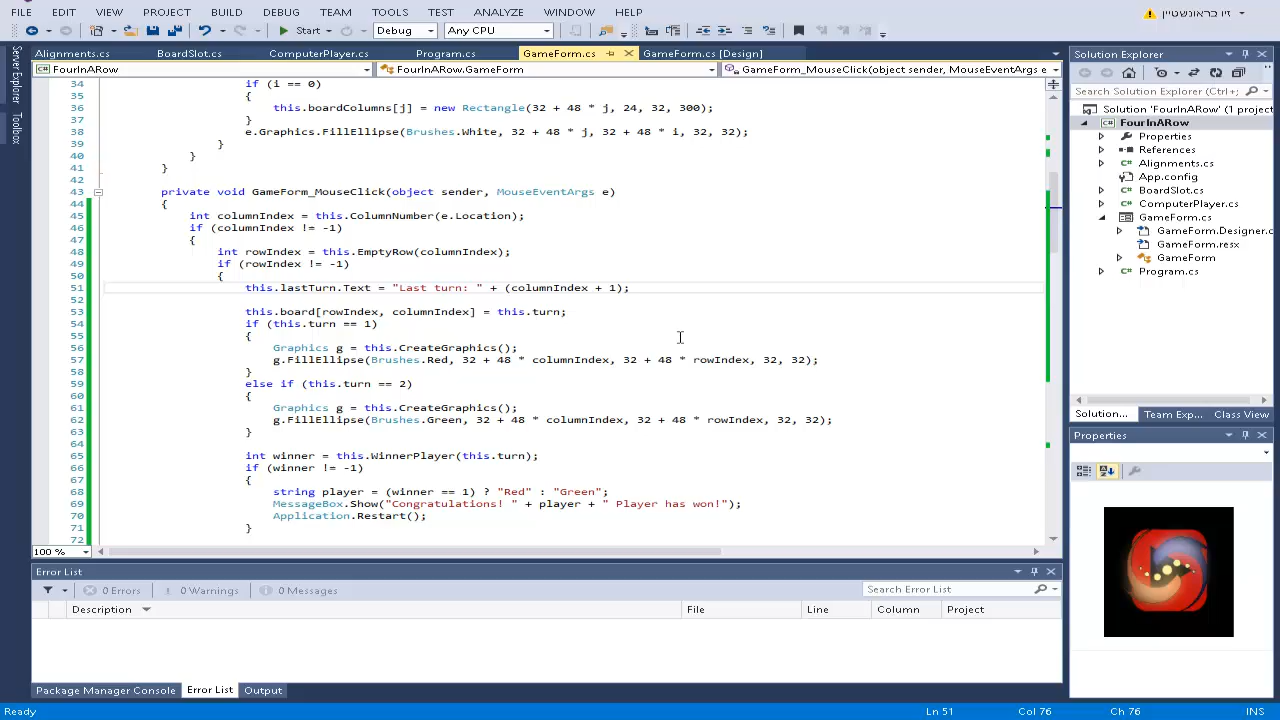 FILE EDIT VIEW PROJECT BUILD DEBUG TEAM TOOLS TEST ANALYZE WINDOW HELP זיו בראונשטיין
Start Debug Any CPU
Alignments.cs BoardSlot.cs ComputerPlayer.cs Program.cs GameForm.cs GameForm.cs [Design]
FourInARow FourInARow.GameForm GameForm_MouseClick(object sender, MouseEventArgs e
Server Explorer
Toolbox
34 if (i == 0)
35 {
36 this.boardColumns[j] = new Rectangle(32 + 48 * j, 24, 32, 300);
37 }
38 e.Graphics.FillEllipse(Brushes.White, 32 + 48 * j, 32 + 48 * i, 32, 32);
39 }
40 }
41 }
42
43 private void GameForm_MouseClick(object sender, MouseEventArgs e)
44 {
45 int columnIndex = this.ColumnNumber(e.Location);
46 if (columnIndex != -1)
47 {
48 int rowIndex = this.EmptyRow(columnIndex);
49 if (rowIndex != -1)
50 {
51 this.lastTurn.Text = "Last turn: " + (columnIndex + 1);
52
53 this.board[rowIndex, columnIndex] = this.turn;
54 if (this.turn == 1)
55 {
56 Graphics g = this.CreateGraphics();
57 g.FillEllipse(Brushes.Red, 32 + 48 * columnIndex, 32 + 48 * rowIndex, 32, 32);
58 }
59 else if (this.turn == 2)
60 {
61 Graphics g = this.CreateGraphics();
62 g.FillEllipse(Brushes.Green, 32 + 48 * columnIndex, 32 + 48 * rowIndex, 32, 32);
63 }
64
65 int winner = this.WinnerPlayer(this.turn);
66 if (winner != -1)
67 {
68 string player = (winner == 1) ? "Red" : "Green";
69 MessageBox.Show("Congratulations! " + player + " Player has won!");
70 Application.Restart();
71 }
72
100 %
Error List
0 Errors 0 Warnings 0 Messages Search Error List
Description File Line Column Project
Package Manager Console Error List Output
Solution Explorer
Search Solution Explorer (Ctrl+;)
Solution 'FourInARow' (1 project
FourInARow
Properties
References
Alignments.cs
App.config
BoardSlot.cs
ComputerPlayer.cs
GameForm.cs
GameForm.Designer.c
GameForm.resx
GameForm
Program.cs
Solution... Team Exp... Class View
Properties
Ready Ln 51 Col 76 Ch 76 INS